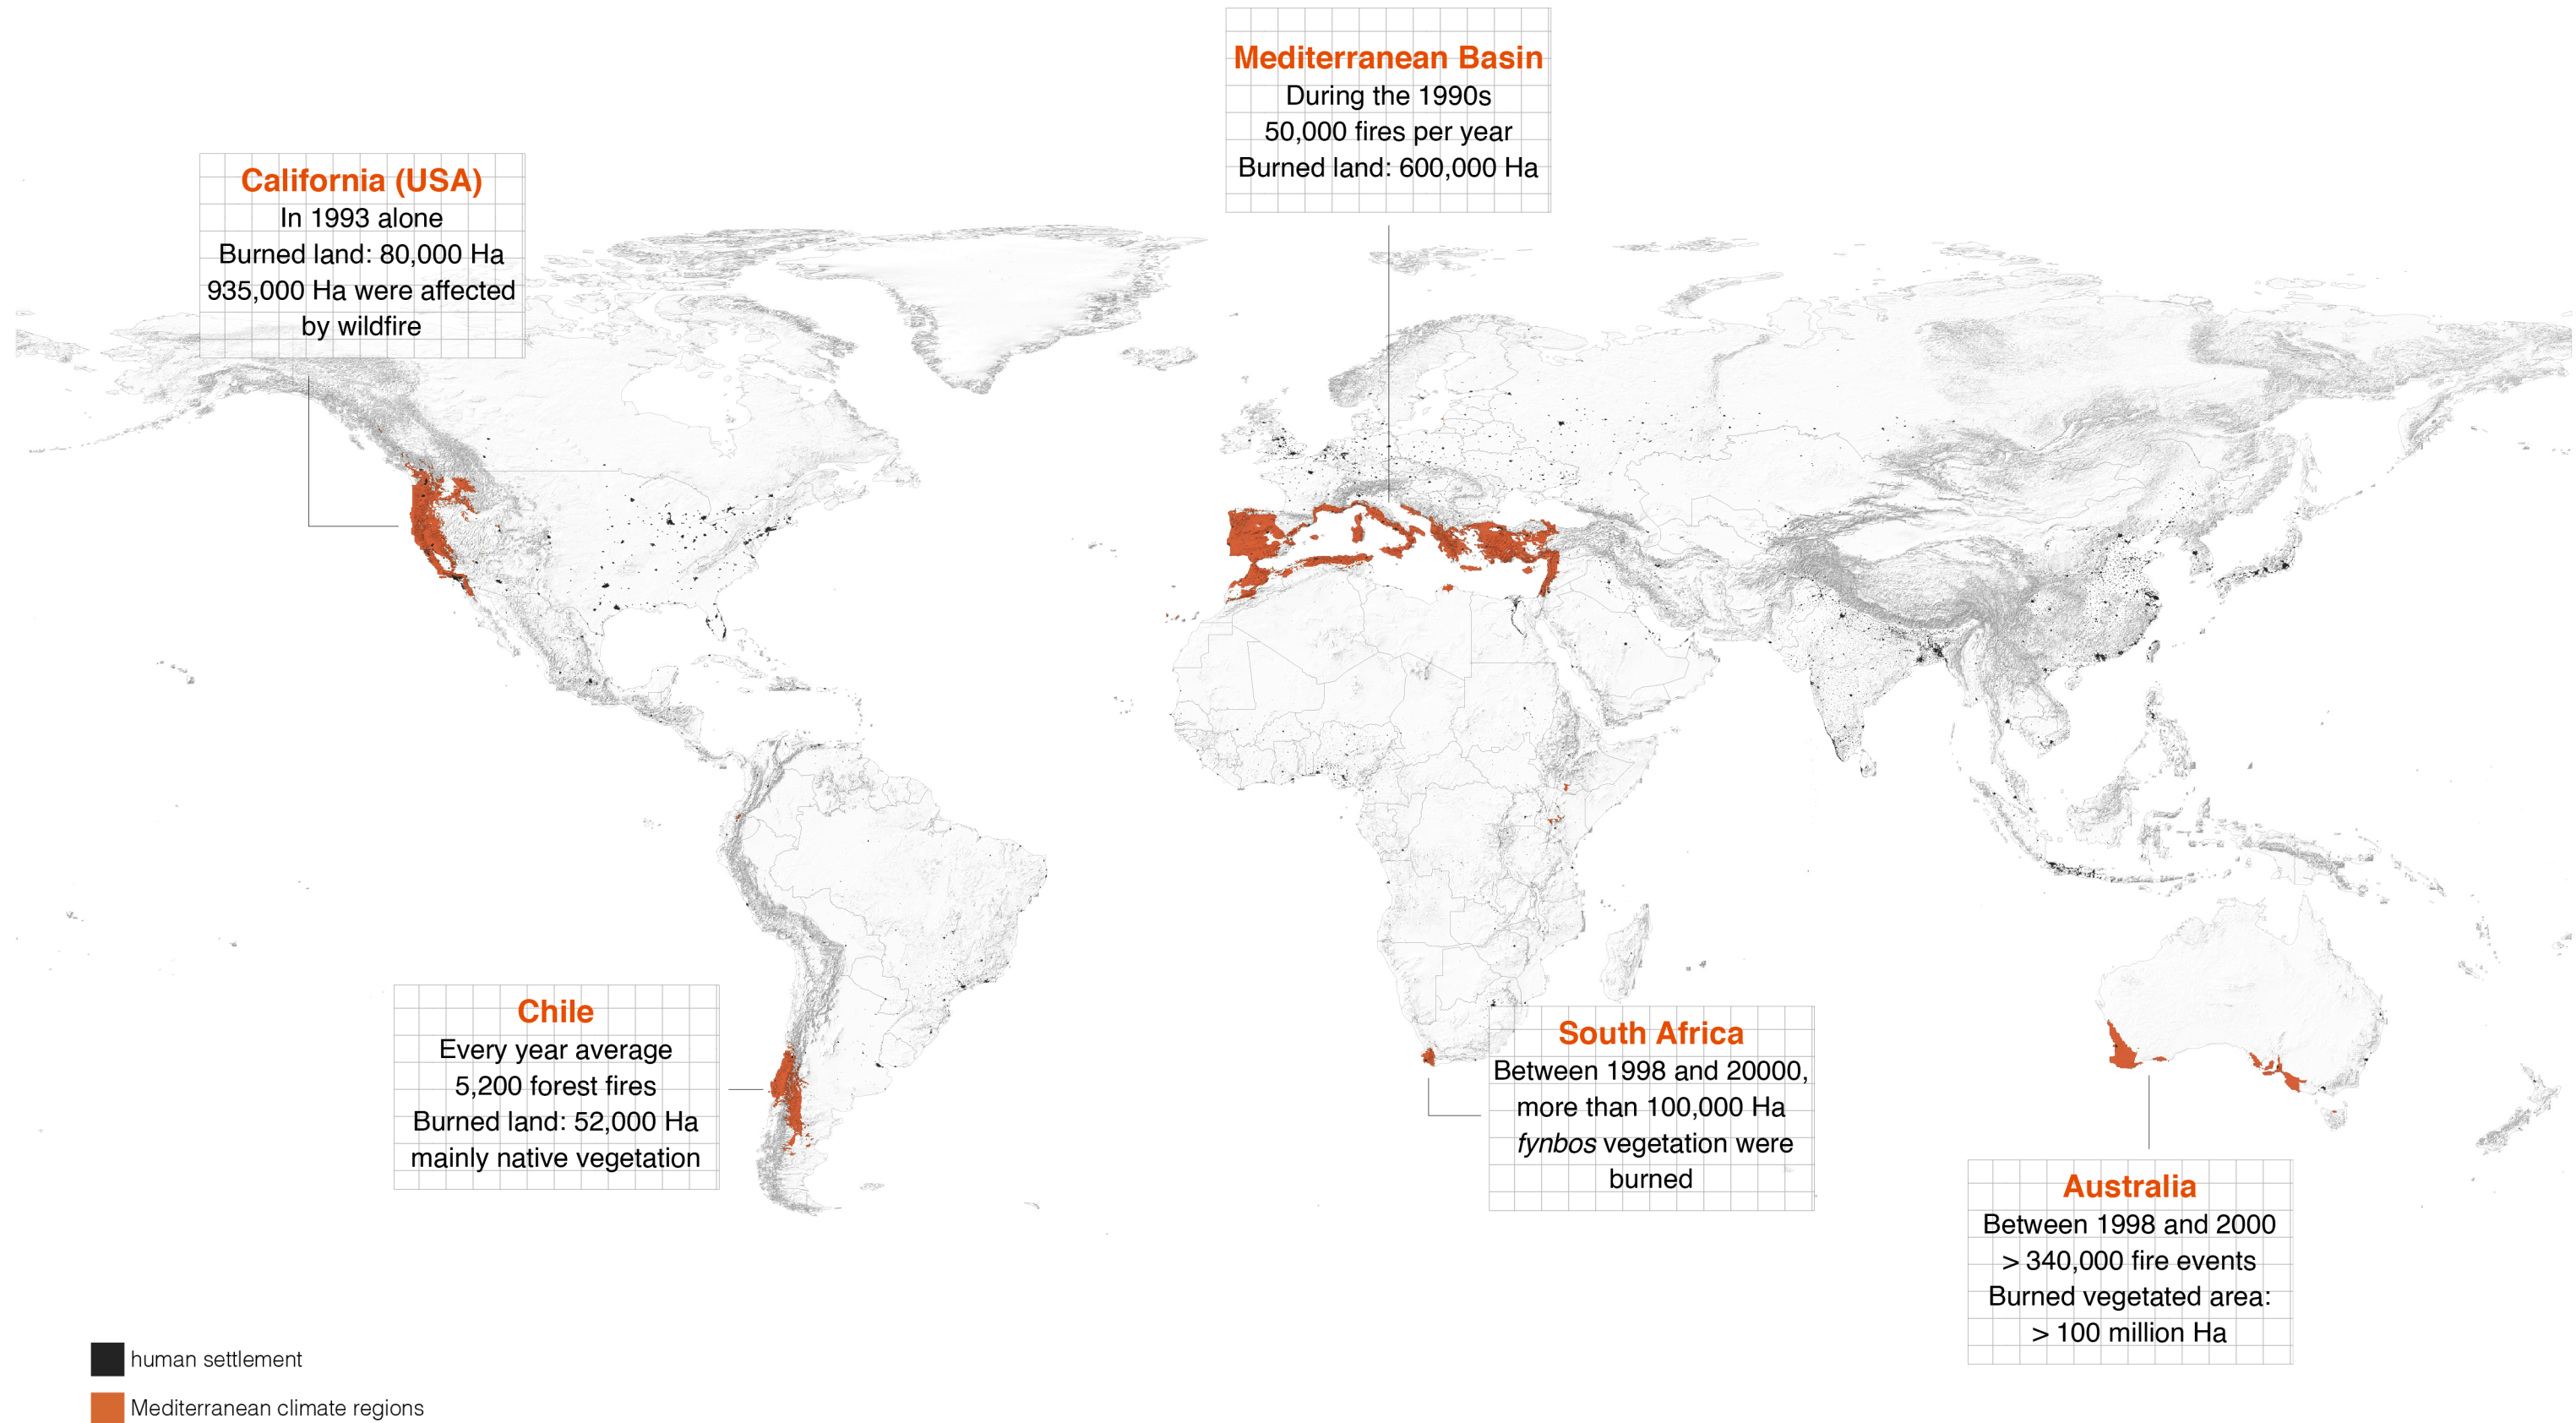 Mediterranean Basin
During the 1990s
50,000 fires per year
Burned land: 600,000 Ha
California (USA)
In 1993 alone
Burned land: 80,000 Ha
935,000 Ha were affected
by wildfire
Chile
Every year average
5,200 forest fires
Burned land: 52,000 Ha
mainly native vegetation
South Africa
Between 1998 and 20000,
more than 100,000 Ha
fynbos vegetation were
burned
Australia
Between 1998 and 2000
> 340,000 fire events
Burned vegetated area:
> 100 million Ha
human settlement
Mediterranean climate regions